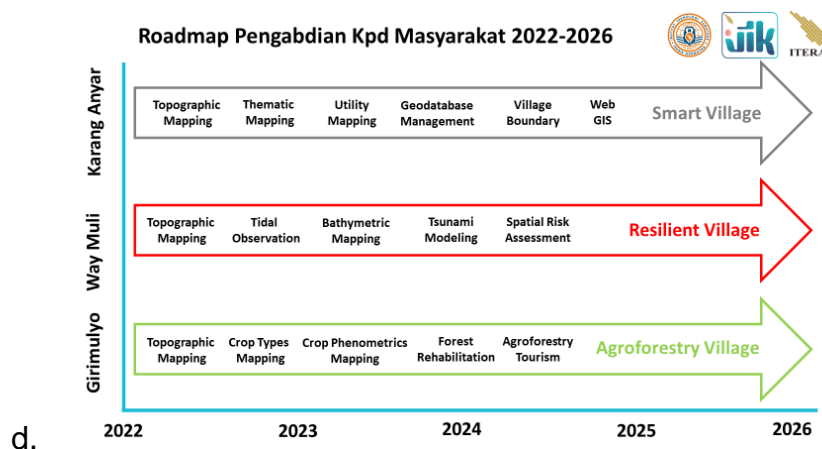 Roadmap Pengabdian Kpd Masyarakat 2022-2026
ITERA
Karang Anyar
Topographic Mapping
Thematic Mapping
Utility Mapping
Geodatabase Management
Village Boundary
Web GIS
Smart Village
Way Muli
Topographic Mapping
Tidal Observation
Bathymetric Mapping
Tsunami Modeling
Spatial Risk Assessment
Resilient Village
Girimulyo
Topographic Mapping
Crop Types Mapping
Crop Phenometrics Mapping
Forest Rehabilitation
Agroforestry Tourism
Agroforestry Village
d.
2022
2023
2024
2025
2026